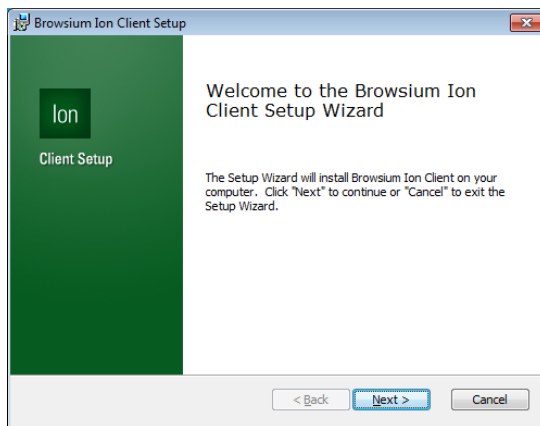 Browsium Ion Client Setup
Ion
Client Setup
Welcome to the Browsium Ion
Client Setup Wizard
The Setup Wizard will install Browsium Ion Client on your
computer. Click "Next" to continue or "Cancel" to exit the
Setup Wizard.
< Back
Next >
Cancel